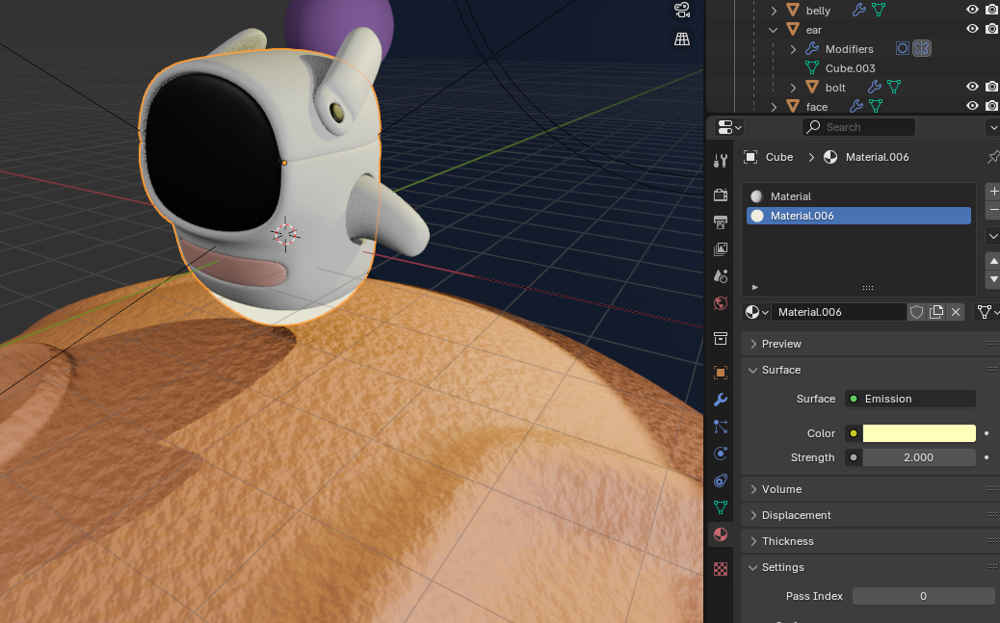 belly
ear
Modifiers
Cube.003
bolt
face
Search
Cube > Material.006
Material
Material.006
Material.006
Preview
Surface
Surface Emission
Color
Strength 2.000
Volume
Displacement
Thickness
Settings
Pass Index 0